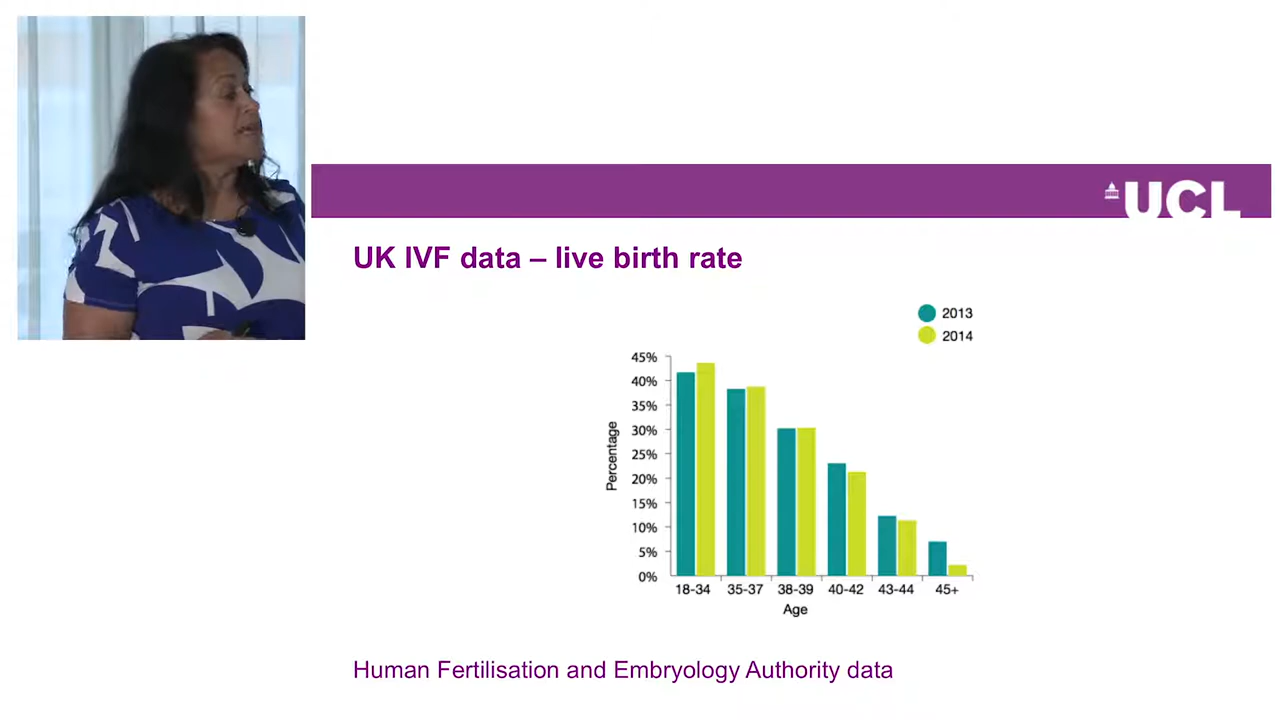 UCL
UK IVF data – live birth rate
2013
2014
45%
40%
35%
30%
25%
20%
15%
10%
5%
0%
Percentage
18-34 35-37 38-39 40-42 43-44 45+
Age
Human Fertilisation and Embryology Authority data